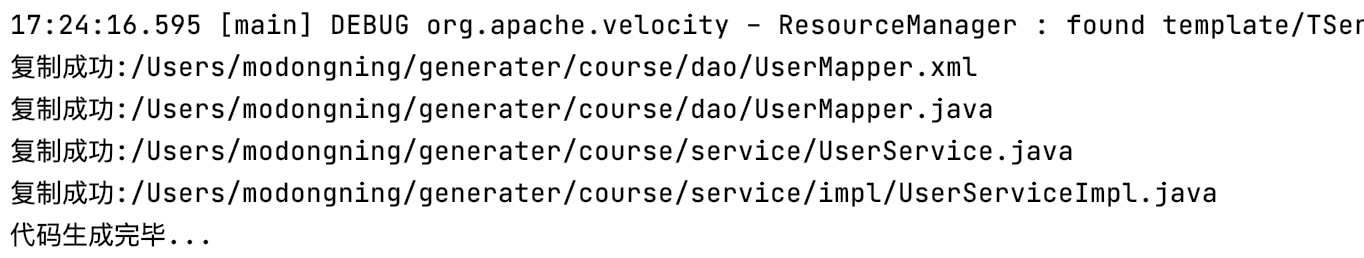 17:24:16.595 [main] DEBUG org.apache.velocity - ResourceManager : found template/TSer
复制成功:/Users/modongning/generater/course/dao/UserMapper.xml
复制成功:/Users/modongning/generater/course/dao/UserMapper.java
复制成功:/Users/modongning/generater/course/service/UserService.java
复制成功:/Users/modongning/generater/course/service/impl/UserServiceImpl.java
代码生成完毕...